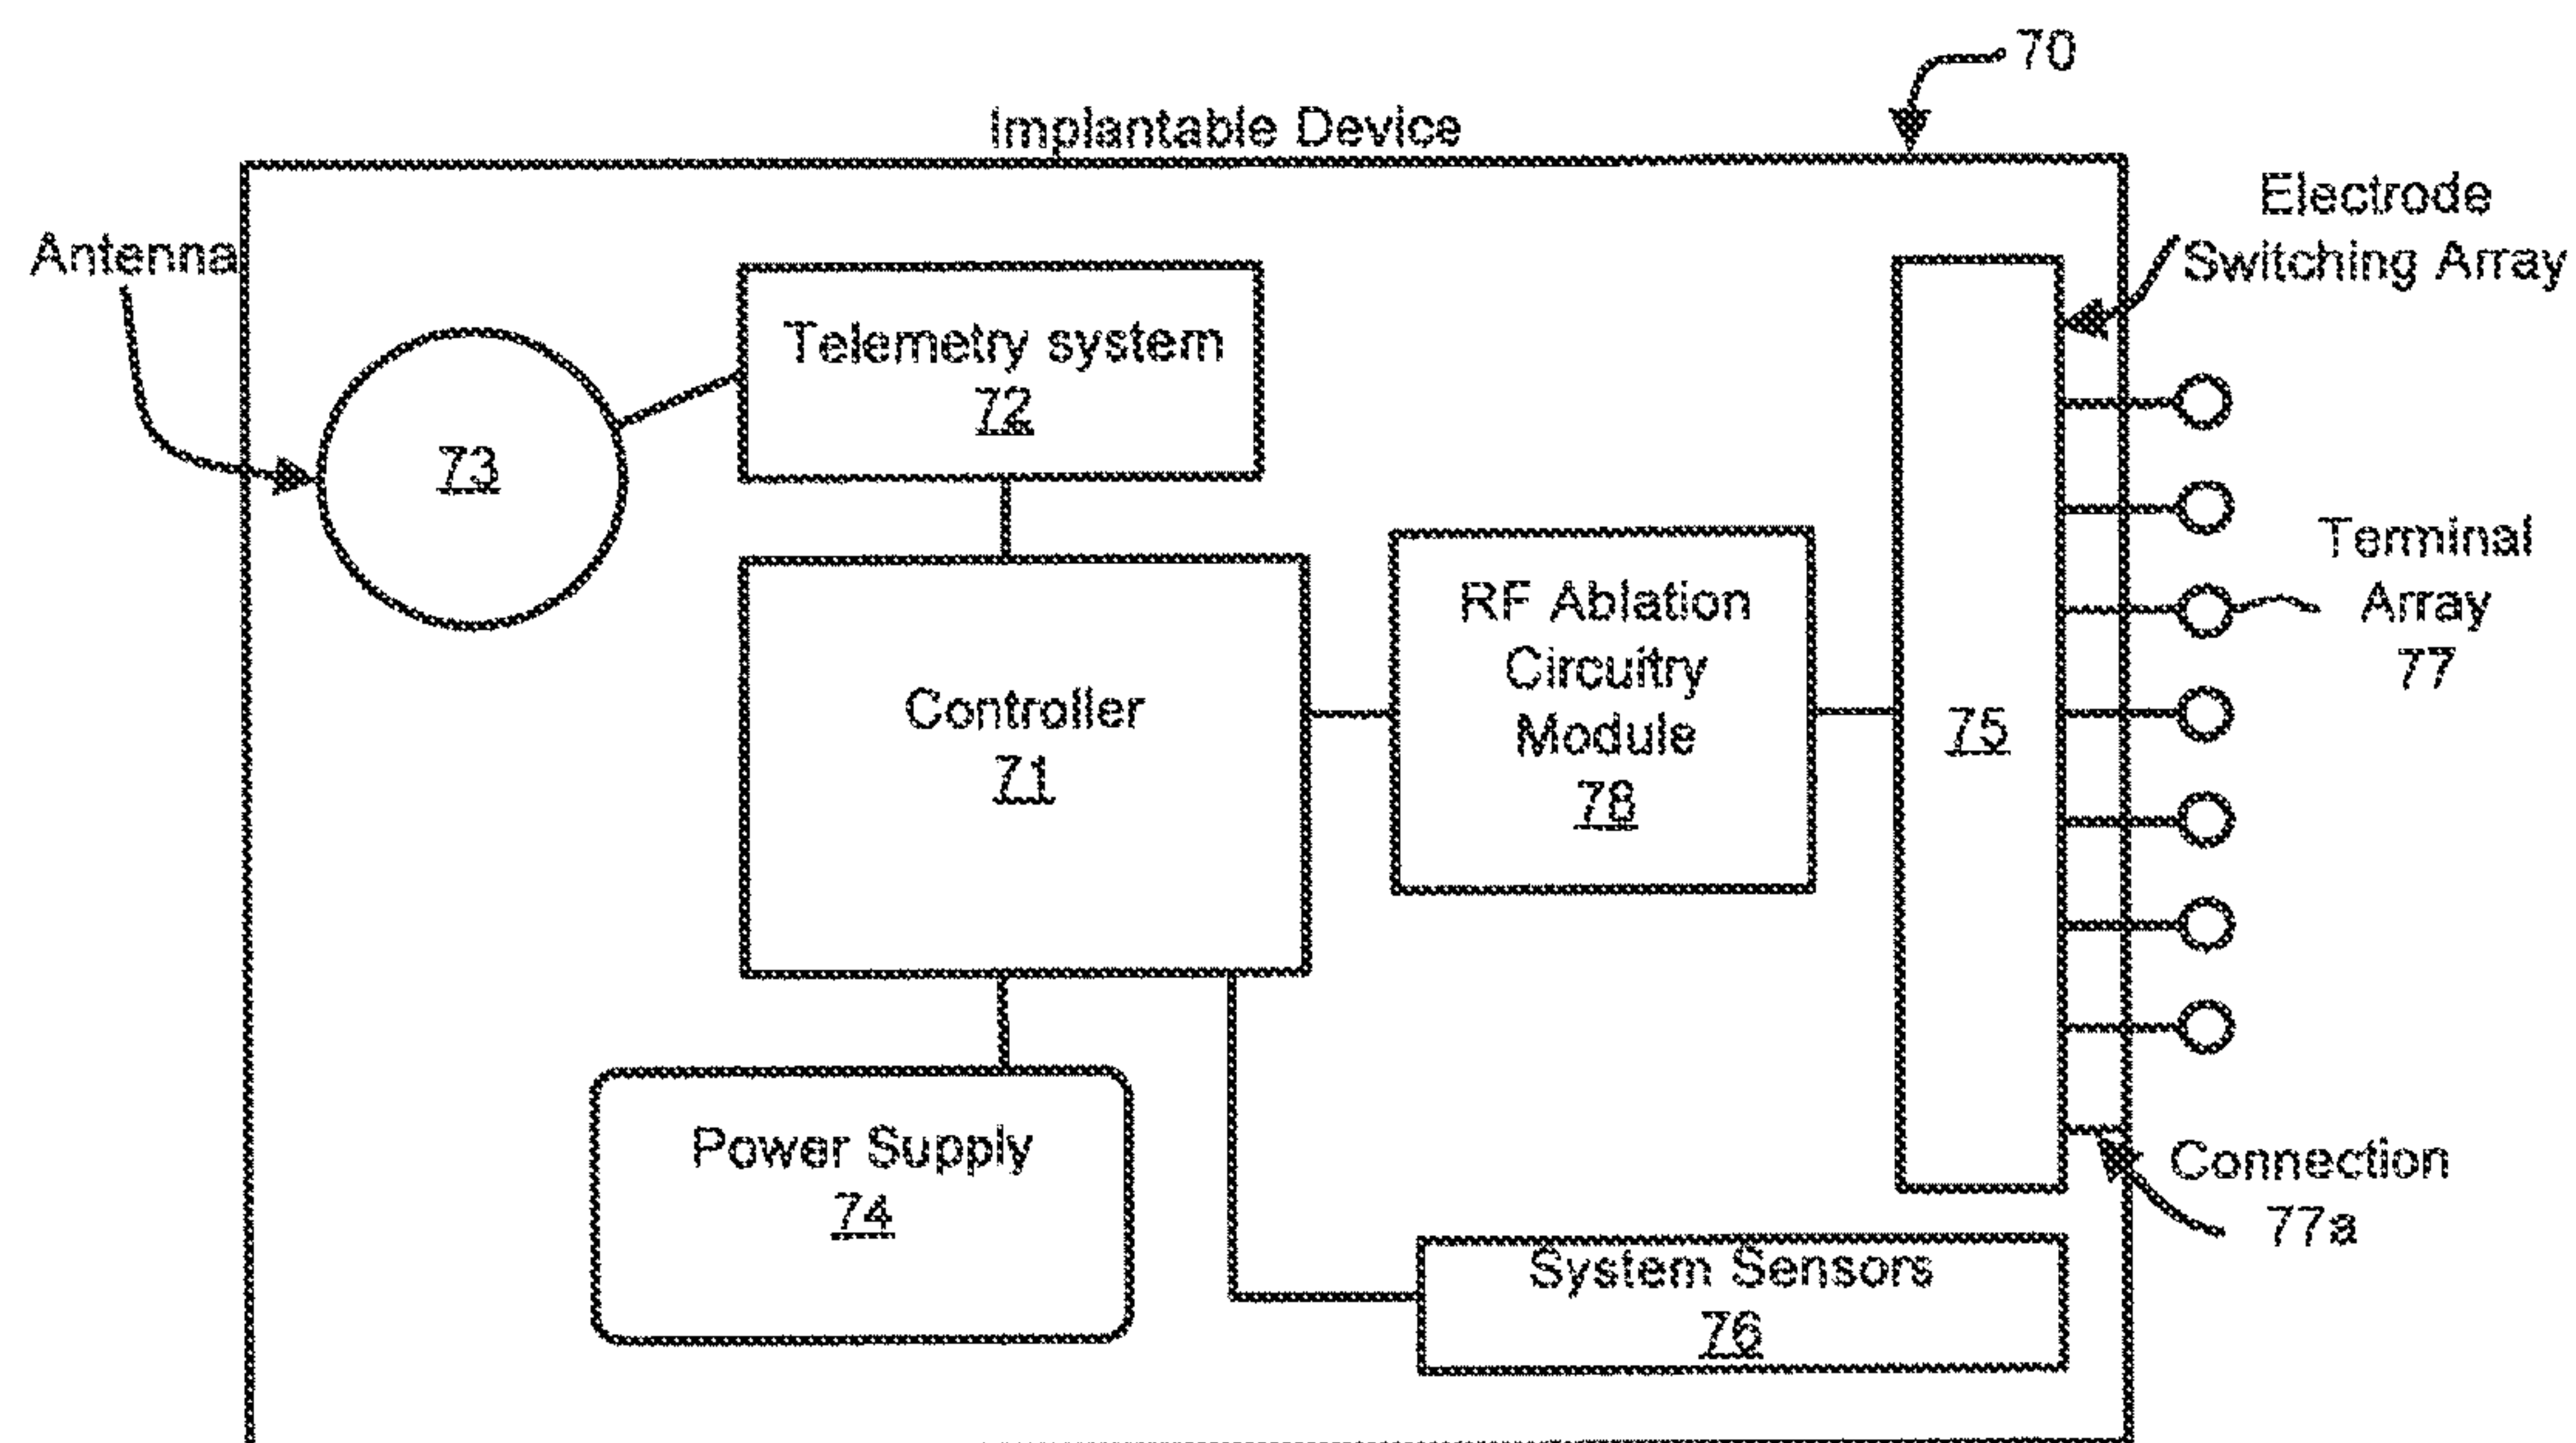 70
Implantable Device
Electrode
Switching Array
Antenna
Telemetry system
72
73
Terminal
Array
77
RF Ablation
Circuitry
Module
78
Controller
71
75
Power Supply
74
Connection
77a
System Sensors
76